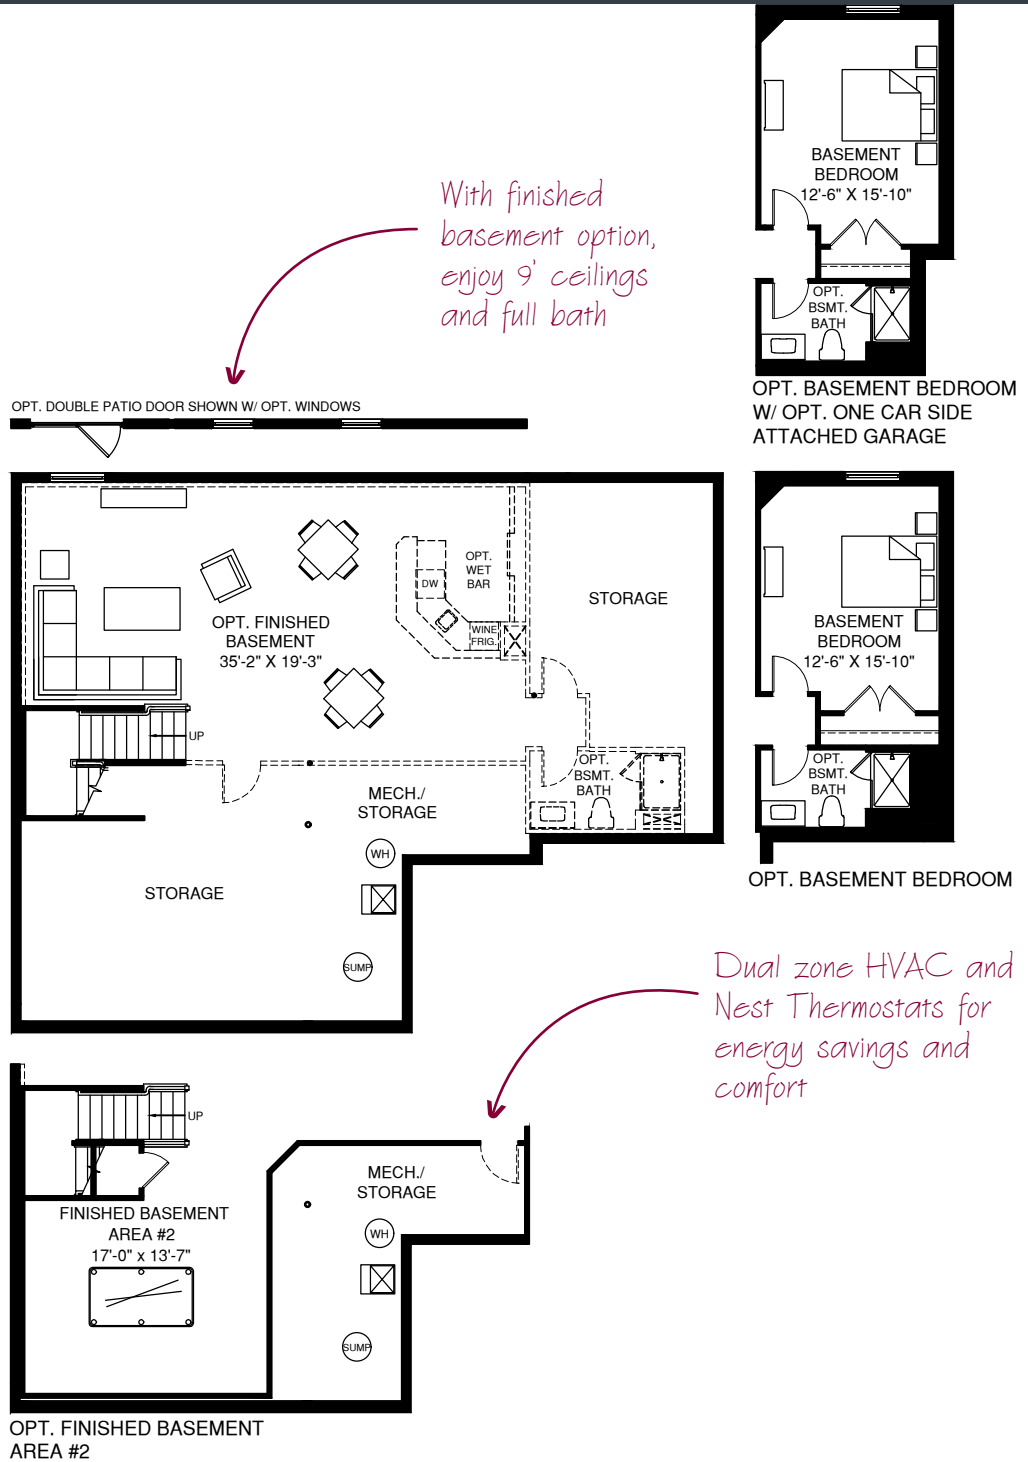 BASEMENT
BEDROOM
12'-6" X 15'-10"
OPT.
BSMT.
BATH
OPT. BASEMENT BEDROOM
W/ OPT. ONE CAR SIDE
ATTACHED GARAGE
With finished
basement option,
enjoy 9' ceilings
and full bath
OPT. DOUBLE PATIO DOOR SHOWN W/ OPT. WINDOWS
OPT.
WET
BAR
DW
WINE
FRIG.
OPT. FINISHED
BASEMENT
35'-2" X 19'-3"
STORAGE
UP
OPT.
BSMT.
BATH
MECH./
STORAGE
WH
STORAGE
SUMP
BASEMENT
BEDROOM
12'-6" X 15'-10"
OPT.
BSMT.
BATH
OPT. BASEMENT BEDROOM
Dual zone HVAC and
Nest Thermostats for
energy savings and
comfort
UP
MECH./
STORAGE
WH
FINISHED BASEMENT
AREA #2
17'-0" x 13'-7"
SUMP
OPT. FINISHED BASEMENT
AREA #2